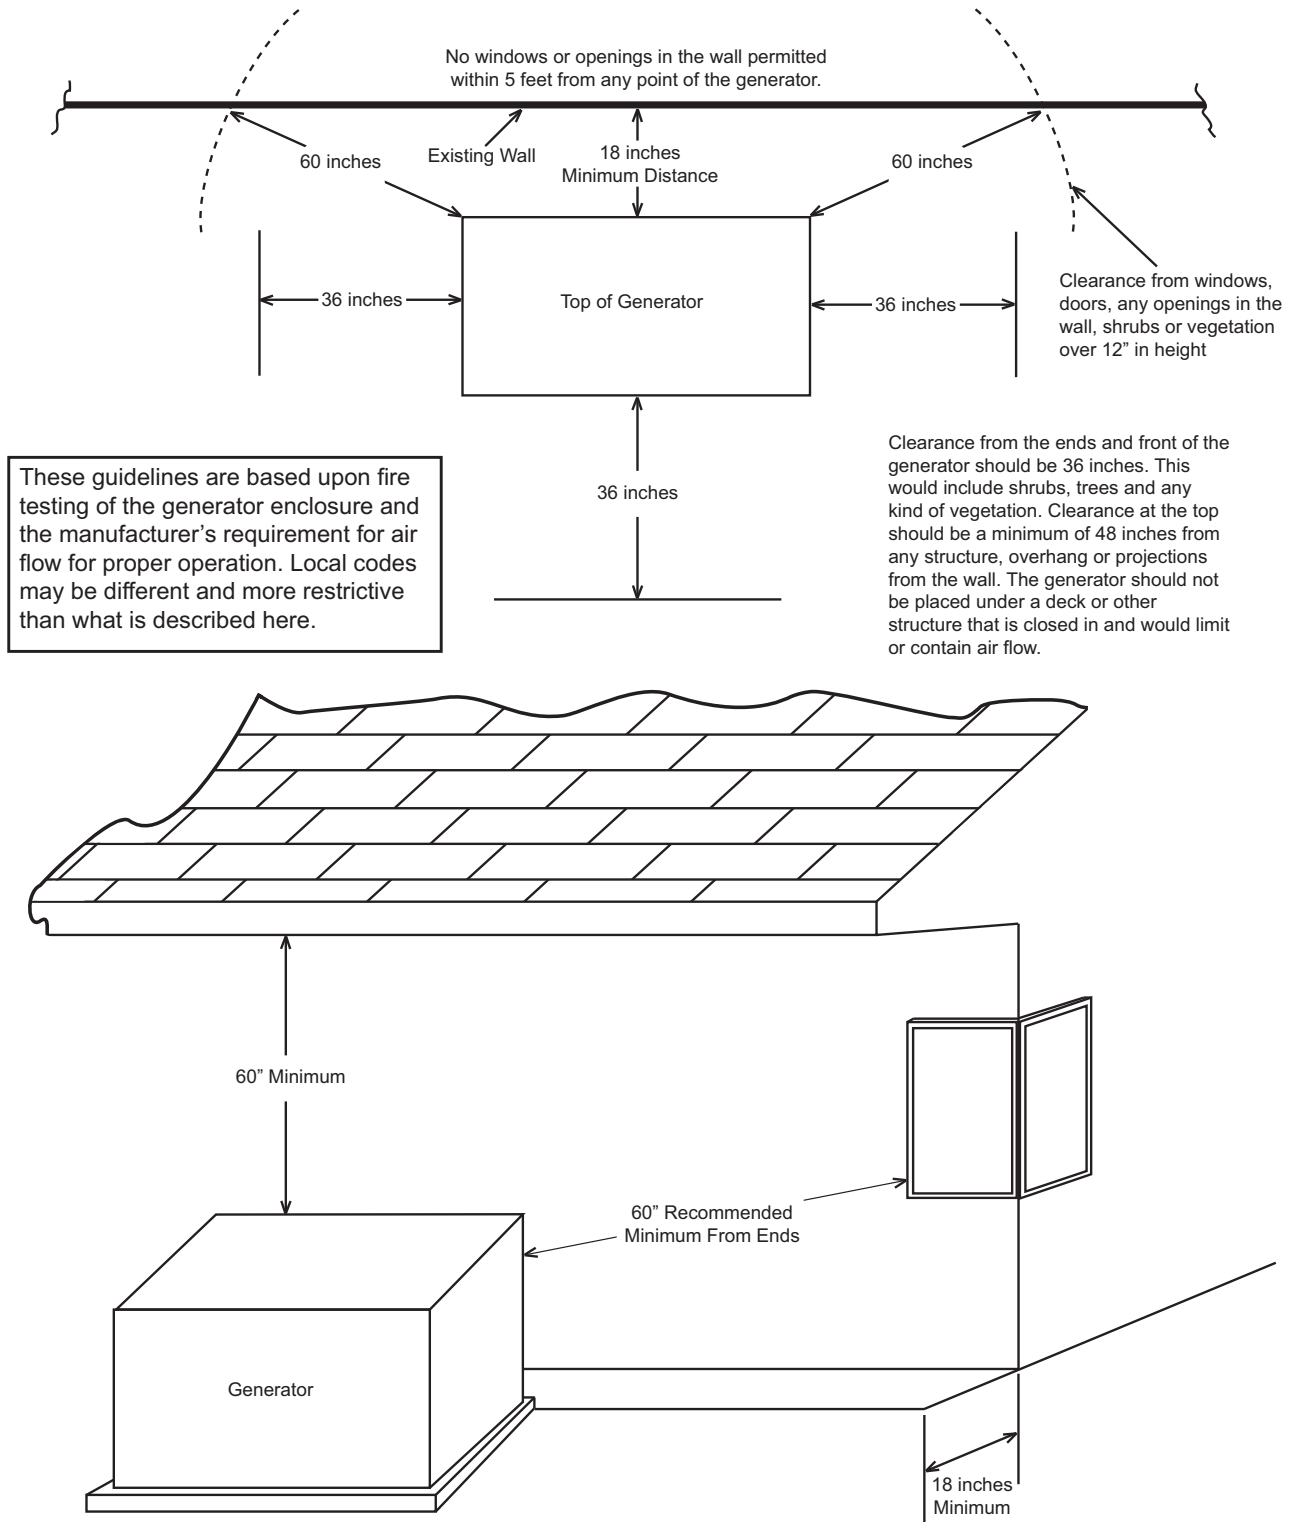 No windows or openings in the wall permitted
within 5 feet from any point of the generator.
60 inches
Existing Wall
18 inches
Minimum Distance
60 inches
36 inches
Top of Generator
36 inches
Clearance from windows,
doors, any openings in the
wall, shrubs or vegetation
over 12” in height
36 inches
These guidelines are based upon fire
testing of the generator enclosure and
the manufacturer’s requirement for air
flow for proper operation. Local codes
may be different and more restrictive
than what is described here.
Clearance from the ends and front of the
generator should be 36 inches. This
would include shrubs, trees and any
kind of vegetation. Clearance at the top
should be a minimum of 48 inches from
any structure, overhang or projections
from the wall. The generator should not
be placed under a deck or other
structure that is closed in and would limit
or contain air flow.
60” Minimum
60” Recommended
Minimum From Ends
Generator
18 inches
Minimum